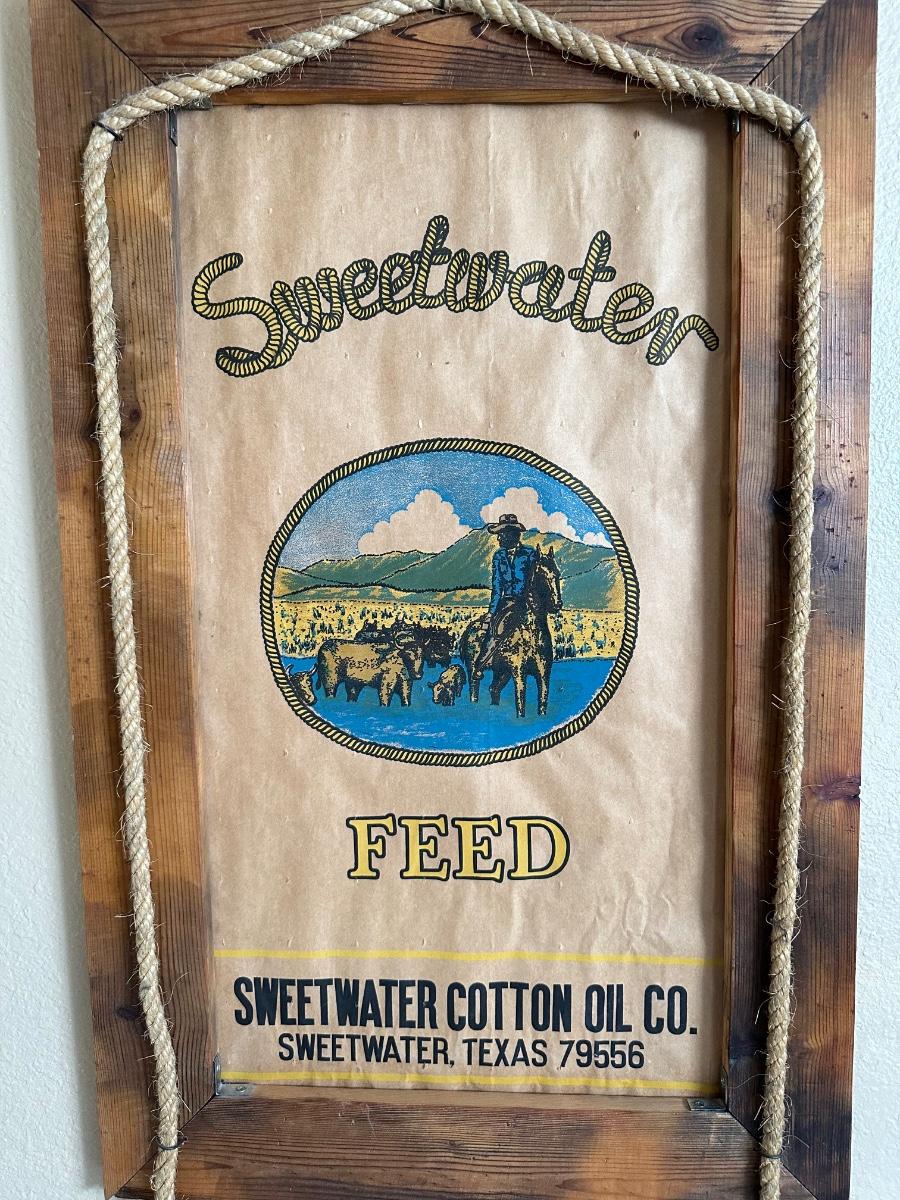 Sweetwater
FEED
SWEETWATER COTTON OIL CO.
SWEETWATER, TEXAS 79556